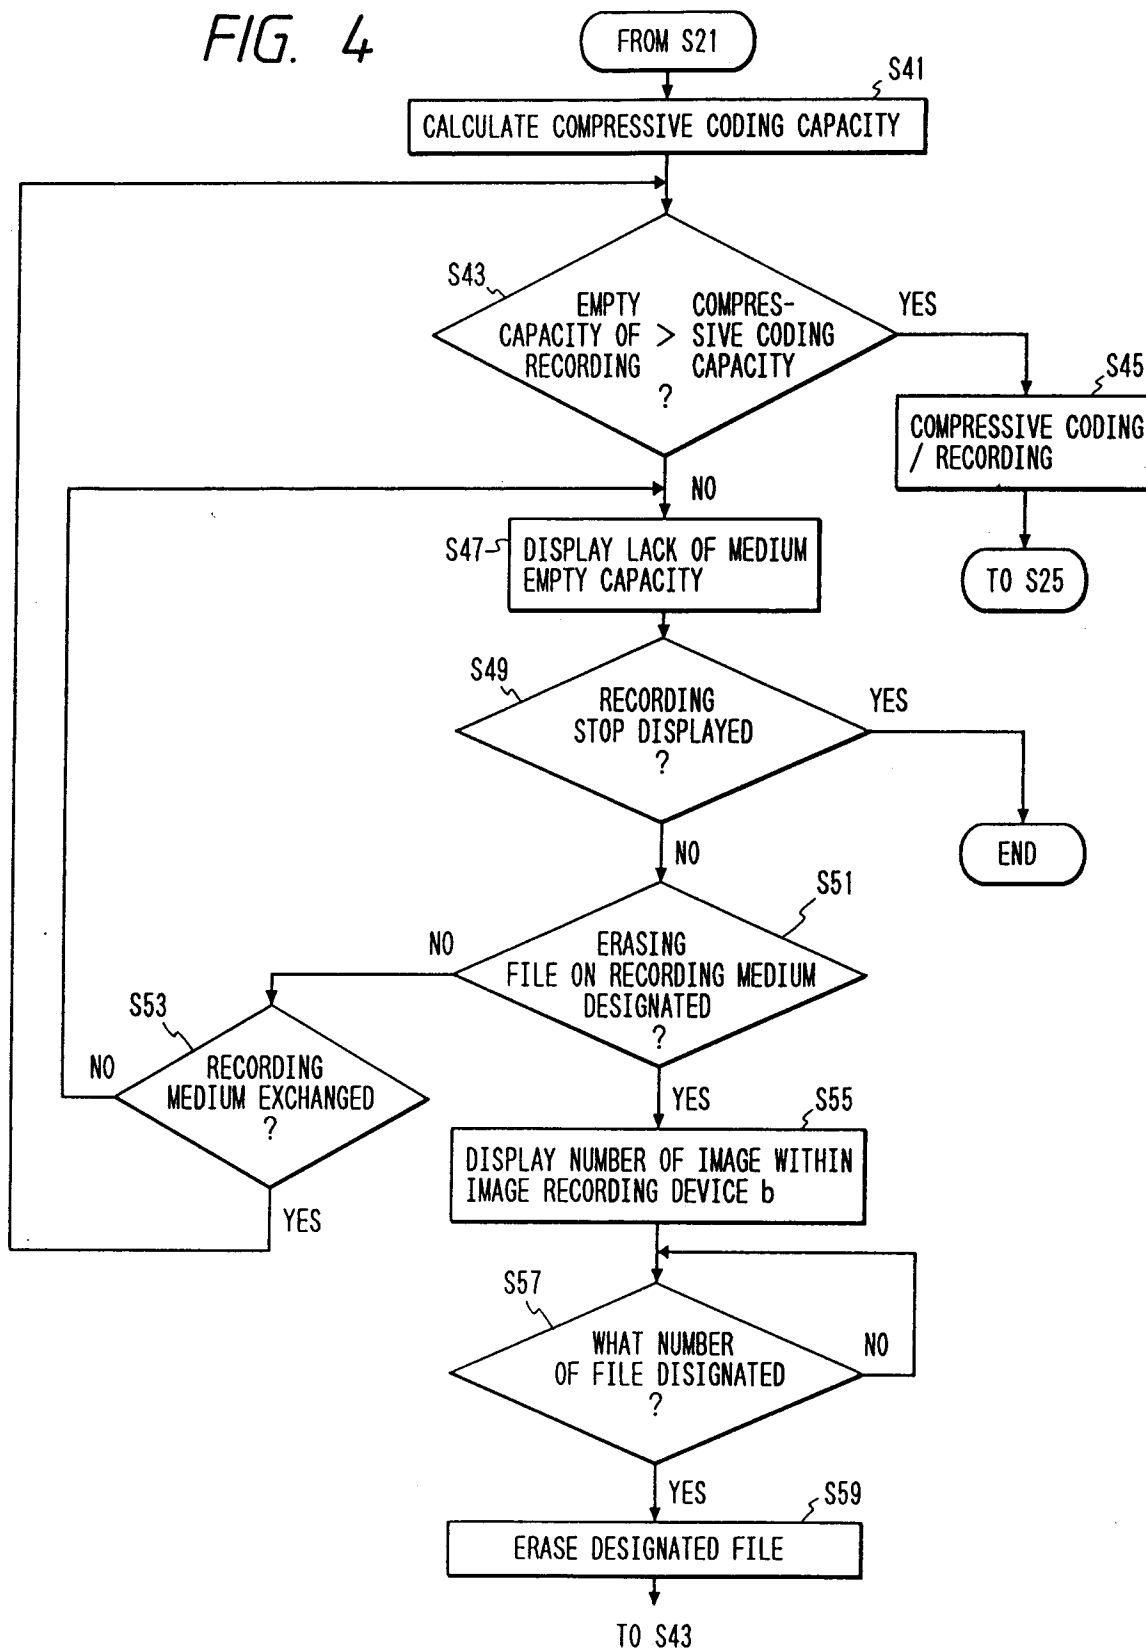 FIG. 4
FROM S21
S41
CALCULATE COMPRESSIVE CODING CAPACITY
S43
EMPTY CAPACITY OF RECORDING > COMPRES-
SIVE CODING
CAPACITY
?
YES
S45
COMPRESSIVE CODING
/ RECORDING
TO S25
NO
S47
DISPLAY LACK OF MEDIUM
EMPTY CAPACITY
S49
RECORDING
STOP DISPLAYED
?
YES
END
NO
S51
ERASING
FILE ON RECORDING MEDIUM
DESIGNATED
?
NO
S53
RECORDING
MEDIUM EXCHANGED
?
NO
YES
YES
S55
DISPLAY NUMBER OF IMAGE WITHIN
IMAGE RECORDING DEVICE b
S57
WHAT NUMBER
OF FILE DISIGNATED
?
NO
YES
S59
ERASE DESIGNATED FILE
TO S43